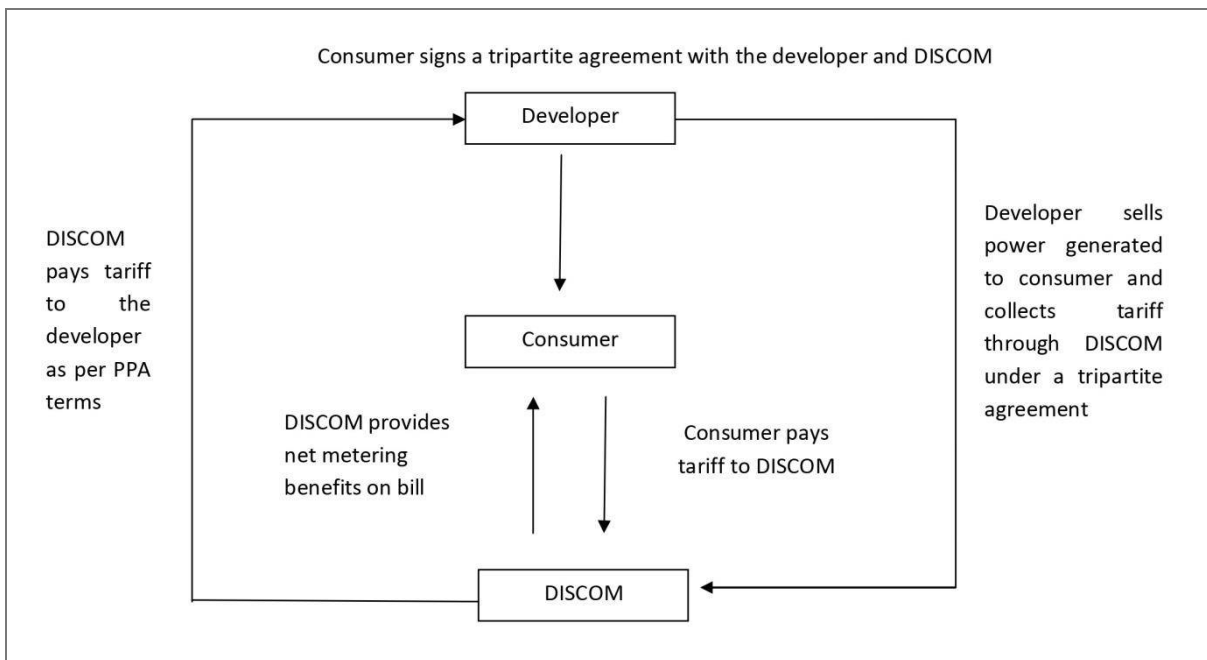 Consumer signs a tripartite agreement with the developer and DISCOM
Developer
DISCOM
pays tariff
to the
developer
as per PPA
terms
Developer sells
power generated
to consumer and
collects tariff
through DISCOM
under a tripartite
agreement
Consumer
DISCOM provides
net metering
benefits on bill
Consumer pays
tariff to DISCOM
DISCOM